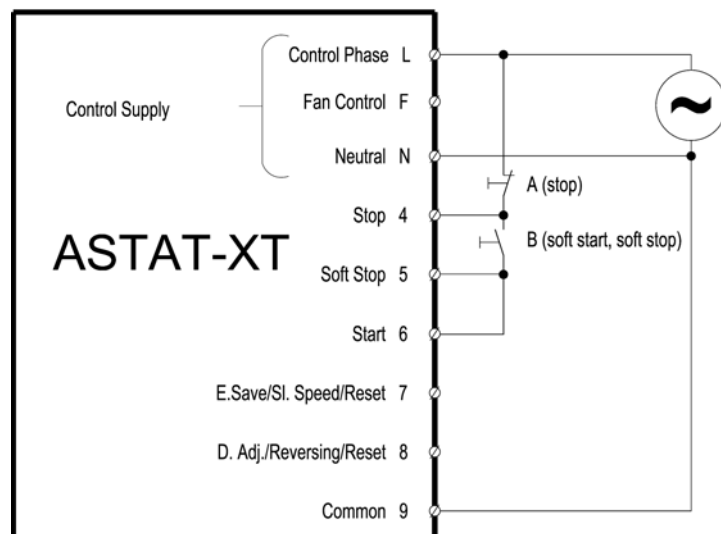 Control Phase L
Control Supply
Fan Control F
Neutral N
A (stop)
Stop 4
B (soft start, soft stop)
ASTAT-XT
Soft Stop 5
Start 6
E.Save/Sl. Speed/Reset 7
D. Adj./Reversing/Reset 8
Common 9